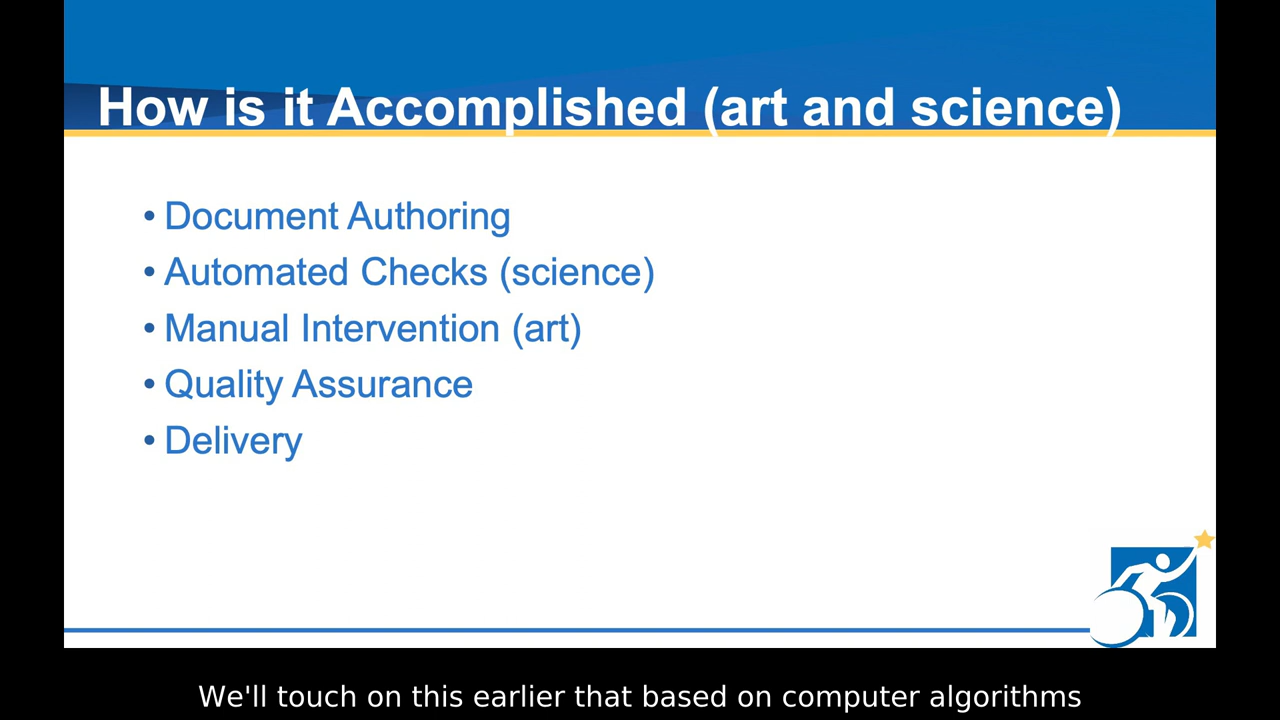 How is it Accomplished (art and science)
• Document Authoring
• Automated Checks (science)
• Manual Intervention (art)
• Quality Assurance
• Delivery
We'll touch on this earlier that based on computer algorithms